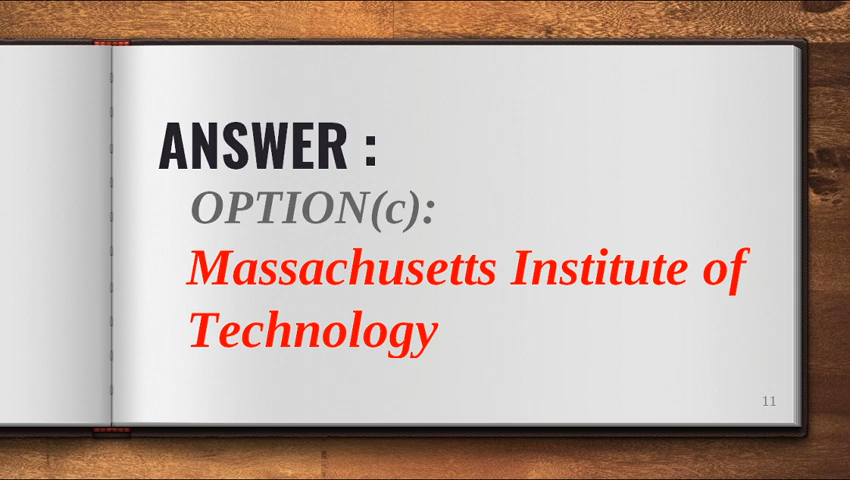 ANSWER :
OPTION(c):
Massachusetts Institute of
Technology
11